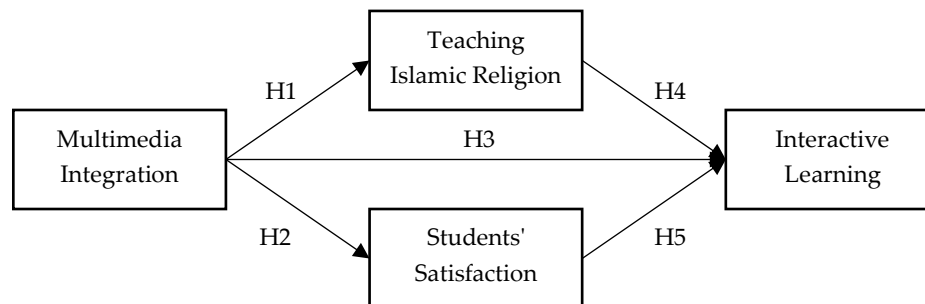 Teaching
Islamic Religion
H1
H4
Multimedia
Integration
H3
Interactive
Learning
H2
H5
Students'
Satisfaction